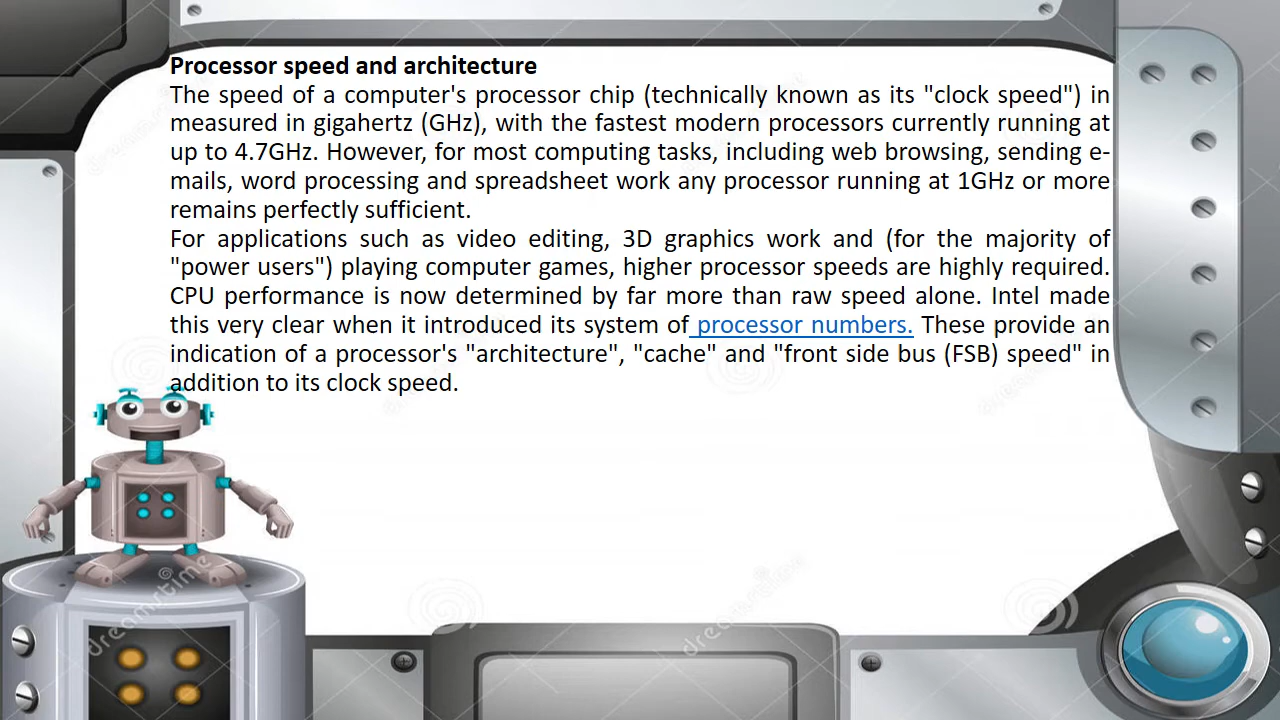 Processor speed and architecture
The speed of a computer's processor chip (technically known as its "clock speed") in
measured in gigahertz (GHz), with the fastest modern processors currently running at
up to 4.7GHz. However, for most computing tasks, including web browsing, sending e-
mails, word processing and spreadsheet work any processor running at 1GHz or more
remains perfectly sufficient.
For applications such as video editing, 3D graphics work and (for the majority of
"power users") playing computer games, higher processor speeds are highly required.
CPU performance is now determined by far more than raw speed alone. Intel made
this very clear when it introduced its system of processor numbers. These provide an
indication of a processor's "architecture", "cache" and "front side bus (FSB) speed" in
addition to its clock speed.
dreamstime
dreamstime